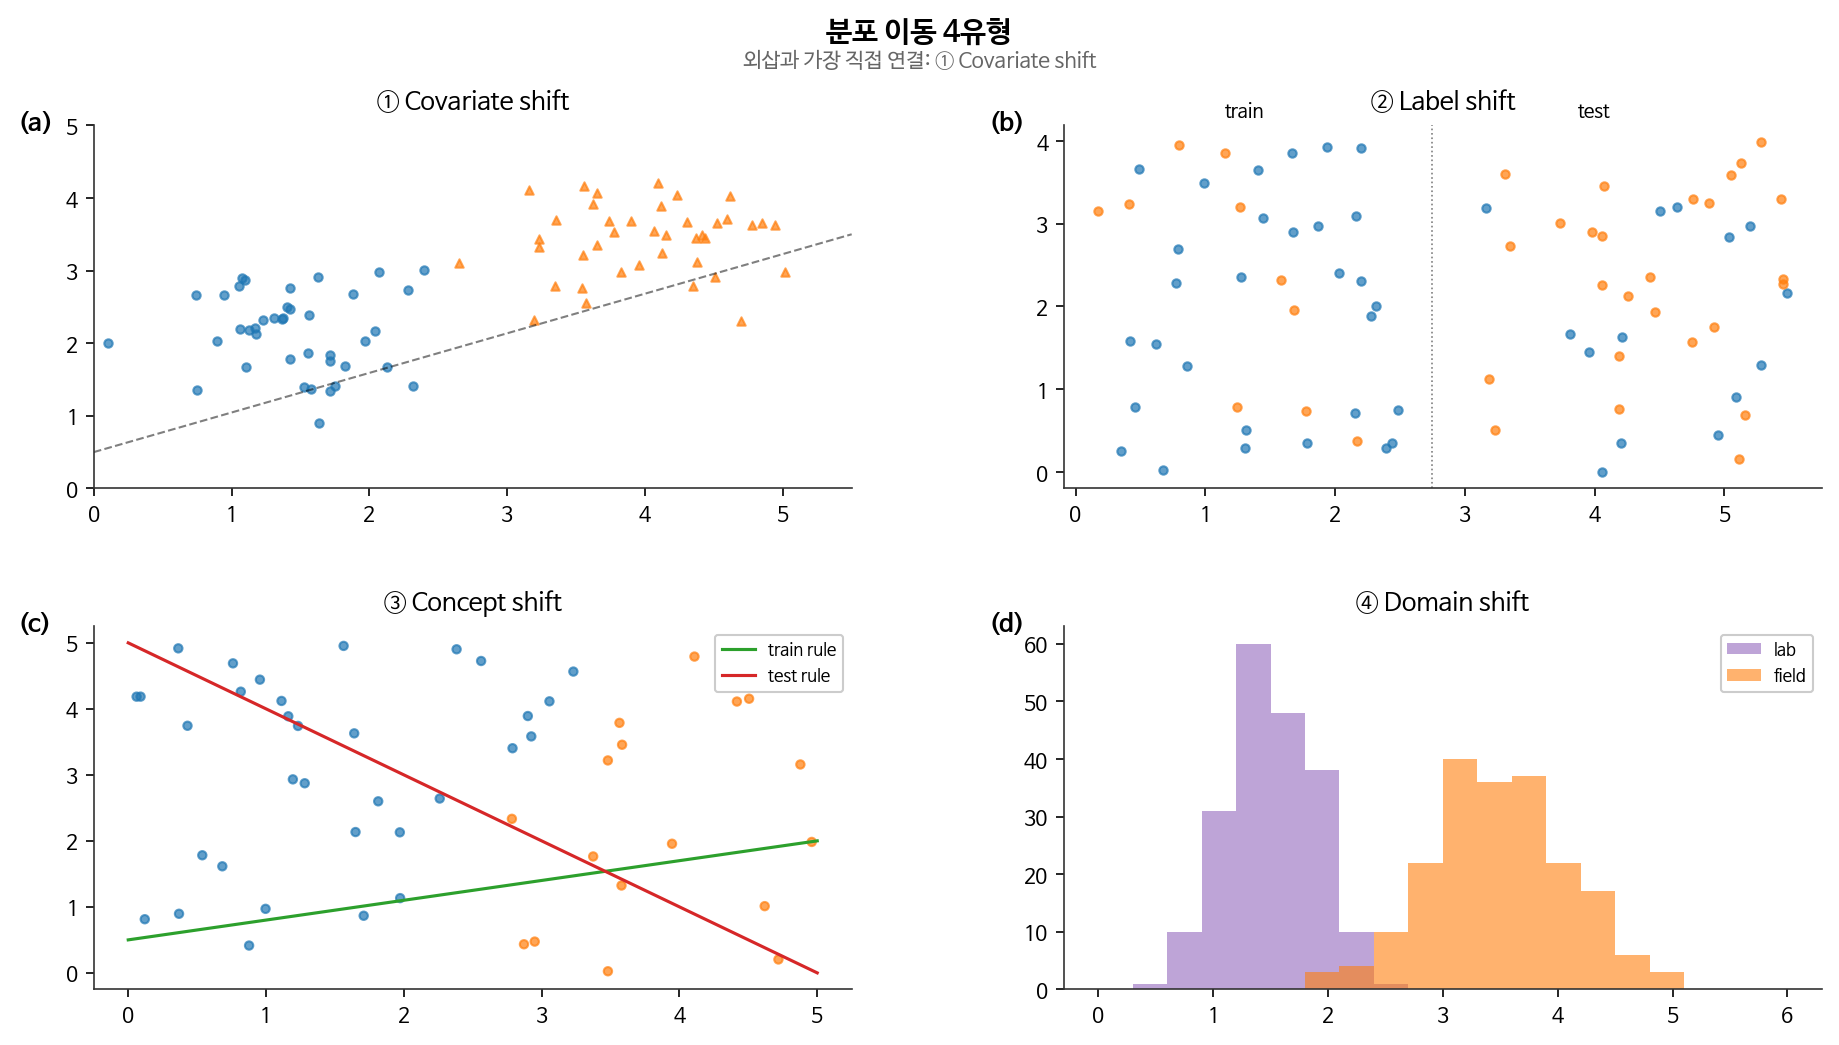 분포 이동 4유형
외삽과 가장 직접 연결: ① Covariate shift
(a)
① Covariate shift
5
4
3
2
1
0
0 1 2 3 4 5
(b)
② Label shift
train test
4
3
2
1
0
0 1 2 3 4 5
(c)
③ Concept shift
train rule
test rule
5
4
3
2
1
0
0 1 2 3 4 5
(d)
④ Domain shift
lab
field
60
50
40
30
20
10
0
0 1 2 3 4 5 6